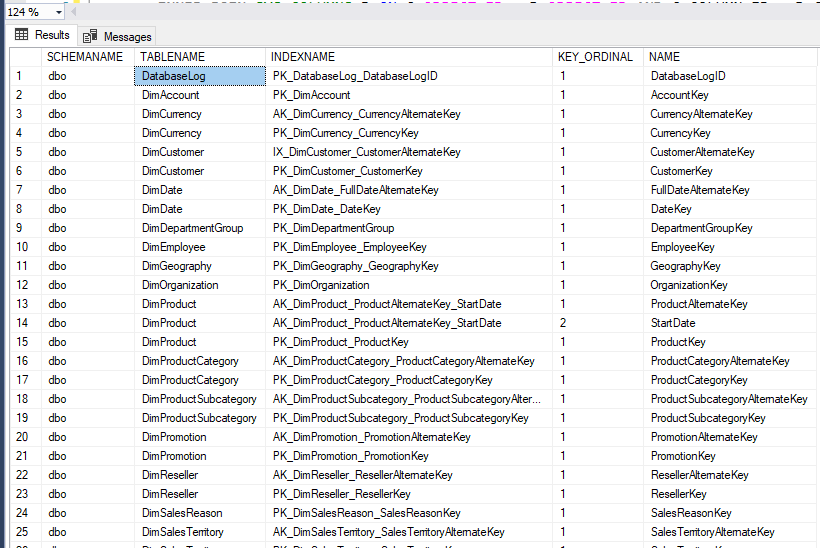 124 %
Results Messages
SCHEMANAME TABLENAME INDEXNAME KEY_ORDINAL NAME
1 dbo DatabaseLog PK_DatabaseLog_DatabaseLogID 1 DatabaseLogID
2 dbo DimAccount PK_DimAccount 1 AccountKey
3 dbo DimCurrency AK_DimCurrency_CurrencyAlternateKey 1 CurrencyAlternateKey
4 dbo DimCurrency PK_DimCurrency_CurrencyKey 1 CurrencyKey
5 dbo DimCustomer IX_DimCustomer_CustomerAlternateKey 1 CustomerAlternateKey
6 dbo DimCustomer PK_DimCustomer_CustomerKey 1 CustomerKey
7 dbo DimDate AK_DimDate_FullDateAlternateKey 1 FullDateAlternateKey
8 dbo DimDate PK_DimDate_DateKey 1 DateKey
9 dbo DimDepartmentGroup PK_DimDepartmentGroup 1 DepartmentGroupKey
10 dbo DimEmployee PK_DimEmployee_EmployeeKey 1 EmployeeKey
11 dbo DimGeography PK_DimGeography_GeographyKey 1 GeographyKey
12 dbo DimOrganization PK_DimOrganization 1 OrganizationKey
13 dbo DimProduct AK_DimProduct_ProductAlternateKey_StartDate 1 ProductAlternateKey
14 dbo DimProduct AK_DimProduct_ProductAlternateKey_StartDate 2 StartDate
15 dbo DimProduct PK_DimProduct_ProductKey 1 ProductKey
16 dbo DimProductCategory AK_DimProductCategory_ProductCategoryAlternateKey 1 ProductCategoryAlternateKey
17 dbo DimProductCategory PK_DimProductCategory_ProductCategoryKey 1 ProductCategoryKey
18 dbo DimProductSubcategory AK_DimProductSubcategory_ProductSubcategoryAlter... 1 ProductSubcategoryAlternateKey
19 dbo DimProductSubcategory PK_DimProductSubcategory_ProductSubcategoryKey 1 ProductSubcategoryKey
20 dbo DimPromotion AK_DimPromotion_PromotionAlternateKey 1 PromotionAlternateKey
21 dbo DimPromotion PK_DimPromotion_PromotionKey 1 PromotionKey
22 dbo DimReseller AK_DimReseller_ResellerAlternateKey 1 ResellerAlternateKey
23 dbo DimReseller PK_DimReseller_ResellerKey 1 ResellerKey
24 dbo DimSalesReason PK_DimSalesReason_SalesReasonKey 1 SalesReasonKey
25 dbo DimSalesTerritory AK_DimSalesTerritory_SalesTerritoryAlternateKey 1 SalesTerritoryAlternateKey